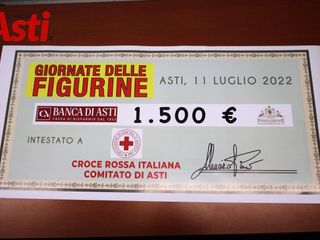 Asti
GIORNATE DELLE
FIGURINE
ASTI, 11 LUGLIO 2022
BANCA DI ASTI
1.500 €
FONDAZIONE
INTESTATO A
CROCE ROSSA ITALIANA
COMITATO DI ASTI